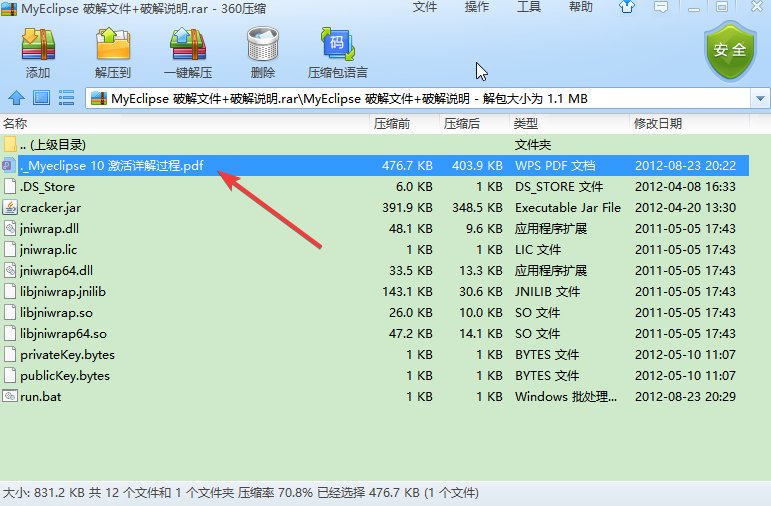 MyEclipse 破解文件+破解说明.rar - 360压缩 文件 操作 工具 帮助
码
添加 解压到 一键解压 删除 压缩包语言 安全
MyEclipse 破解文件+破解说明.rar\MyEclipse 破解文件+破解说明 - 解包大小为 1.1 MB
名称 压缩前 压缩后 类型 修改日期
.. (上级目录) 文件夹
._Myeclipse 10 激活详解过程.pdf 476.7 KB 403.9 KB WPS PDF 文档 2012-08-23 20:22
.DS_Store 6.0 KB 1 KB DS_STORE 文件 2012-04-08 16:33
cracker.jar 391.9 KB 348.5 KB Executable Jar File 2012-04-20 13:30
jniwrap.dll 48.1 KB 9.6 KB 应用程序扩展 2011-05-05 17:43
jniwrap.lic 1 KB 1 KB LIC 文件 2011-05-05 17:43
jniwrap64.dll 33.5 KB 13.3 KB 应用程序扩展 2011-05-05 17:43
libjniwrap.jnilib 143.1 KB 30.6 KB JNILIB 文件 2011-05-05 17:43
libjniwrap.so 26.0 KB 10.0 KB SO 文件 2011-05-05 17:43
libjniwrap64.so 47.2 KB 14.1 KB SO 文件 2011-05-05 17:43
privateKey.bytes 1 KB 1 KB BYTES 文件 2012-05-10 11:07
publicKey.bytes 1 KB 1 KB BYTES 文件 2012-05-10 11:07
run.bat 1 KB 1 KB Windows 批处理... 2012-08-23 20:29
大小: 831.2 KB 共 12 个文件和 1 个文件夹 压缩率 70.8% 已经选择 476.7 KB (1 个文件)